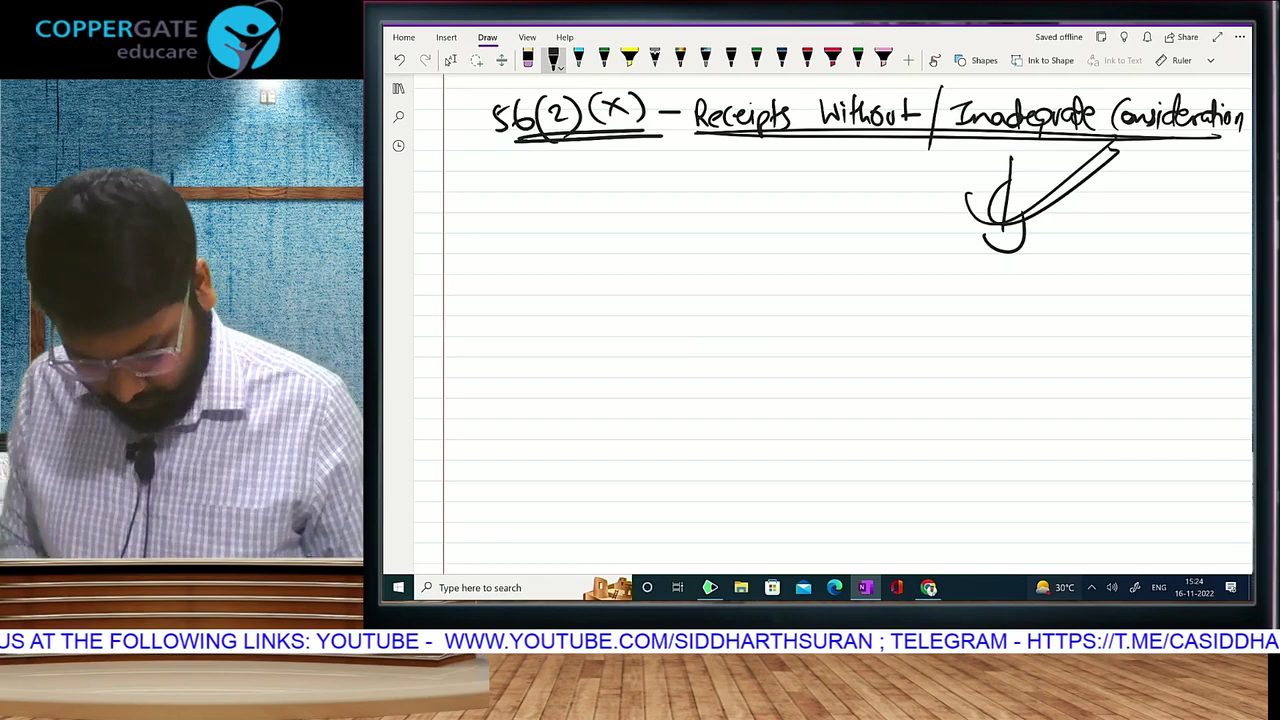 COPPERGATE
educare
Home Insert Draw View Help
Saved offline
Share
Shapes
Ink to Shape
Ink to Text
Ruler
56(2)(x) – Receipts Without / Inadequate Consideration
Type here to search
30°C
ENG
15:24
16-11-2022
US AT THE FOLLOWING LINKS: YOUTUBE - WWW.YOUTUBE.COM/SIDDHARTHSURAN ; TELEGRAM - HTTPS://T.ME/CASIDDHA